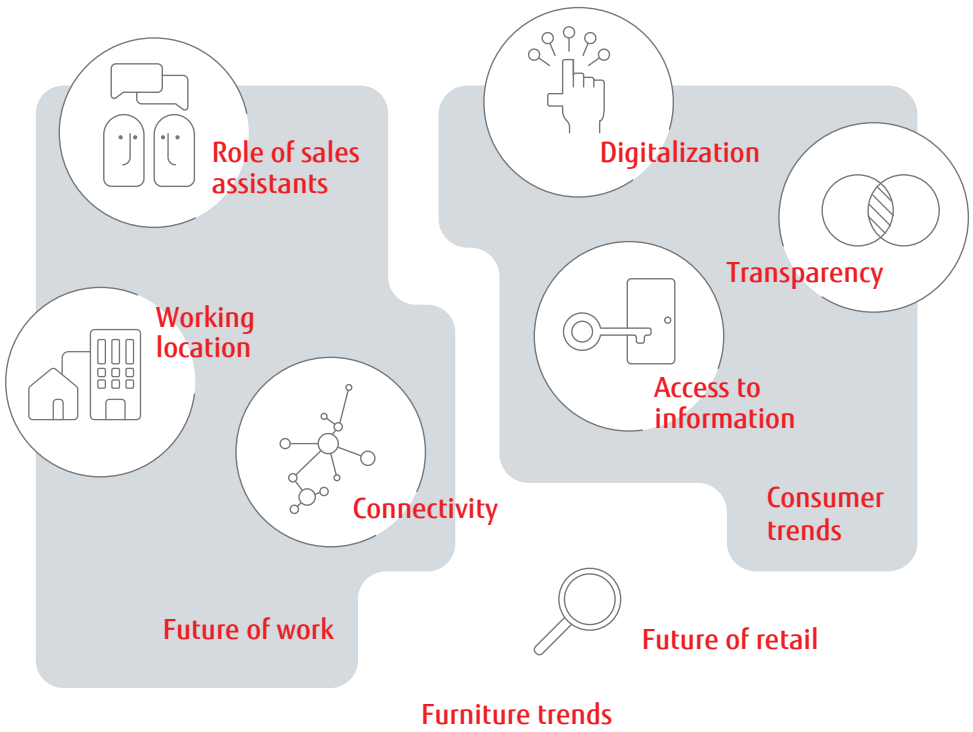 Role of sales
assistants
Digitalization
Transparency
Working
location
Access to
information
Connectivity
Consumer
trends
Future of work
Future of retail
Furniture trends